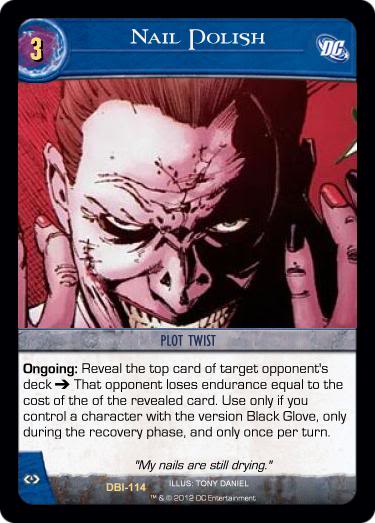 3
Nail Polish
DC
PLOT TWIST
Ongoing: Reveal the top card of target opponent's
deck ➔ That opponent loses endurance equal to the
cost of the of the revealed card. Use only if you
control a character with the version Black Glove, only
during the recovery phase, and only once per turn.
"My nails are still drying."
DBI-114
ILLUS: TONY DANIEL
™ & © 2012 DC Entertainment